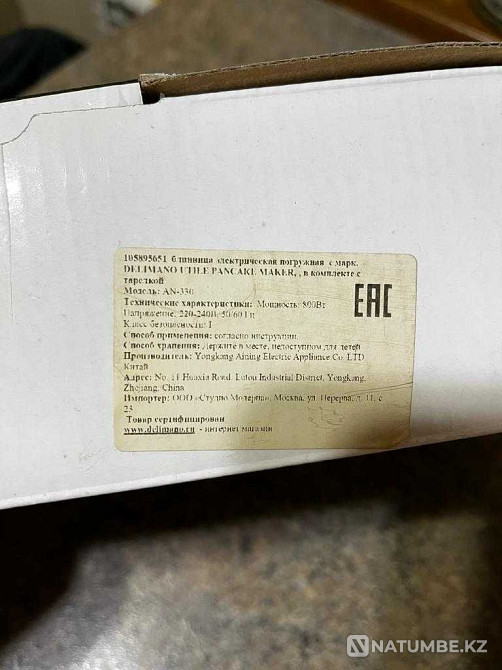 105895651 блинница электрическая погружная с марк.
DELIMANO UTILE PANCAKE MAKER, , в комплекте с
тарелкой
Модель: AN-330
Технические характеристики: Мощность: 800Вт
Напряжение: 220-240В, 50/60 Гц
Класс безопасности: I
Способ применения: согласно инструкции.
Способ хранения: Держите в месте, недоступном для детей
Производитель: Yongkang Aining Electric Appliance Co. LTD
Китай
Адрес: No. 11 Huaxia Road, Lutou Industrial District, Yongkang,
Zhejiang, China
Импортер: ООО «Студио Модерна», Москва, ул. Перерва, д. 11, с
23
Товар сертифицирован
www.delimano.ru - интернет магазин
EAC
NATUMBE.KZ